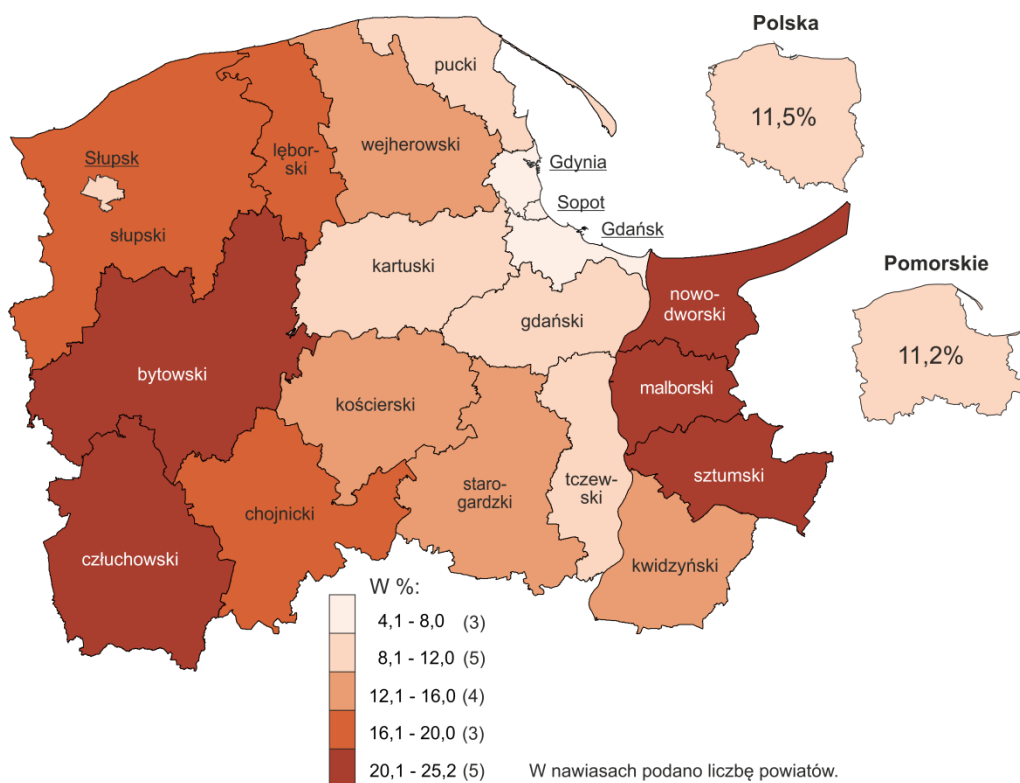 Polska
11,5%
pucki
Słupsk
lębor-
ski
wejherowski
Gdynia
Sopot
Gdańsk
słupski
kartuski
gdański
nowo-
dworski
Pomorskie
11,2%
bytowski
kościerski
malborski
sztumski
staro-
gardzki
tczew-
ski
chojnicki
człuchowski
kwidzyński
W %:
4,1 - 8,0 (3)
8,1 - 12,0 (5)
12,1 - 16,0 (4)
16,1 - 20,0 (3)
20,1 - 25,2 (5)
W nawiasach podano liczbę powiatów.